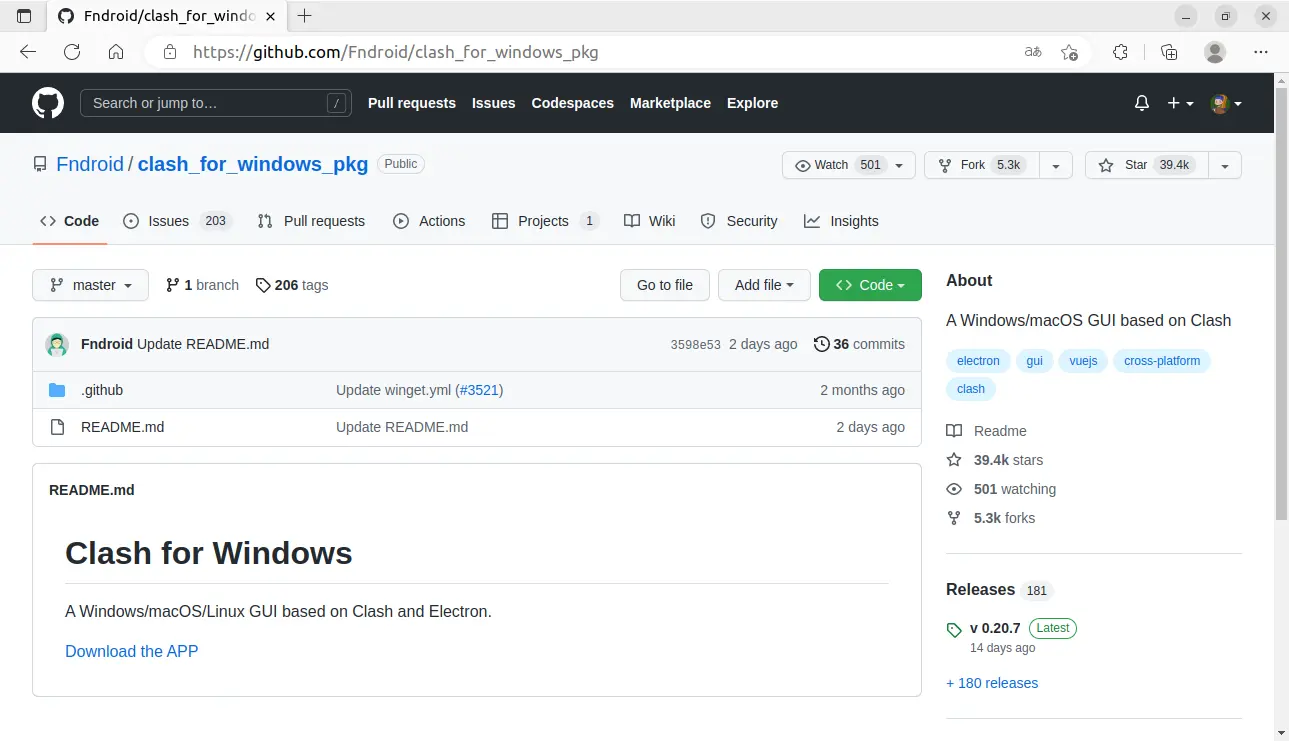 Fndroid/clash_for_windo
https://github.com/Fndroid/clash_for_windows_pkg
aあ
Search or jump to…
/
Pull requests Issues Codespaces Marketplace Explore
Fndroid / clash_for_windows_pkg Public
Watch 501 Fork 5.3k Star 39.4k
Code Issues 203 Pull requests Actions Projects 1 Wiki Security Insights
master 1 branch 206 tags Go to file Add file Code
Fndroid Update README.md 3598e53 2 days ago 36 commits
.github Update winget.yml (#3521) 2 months ago
README.md Update README.md 2 days ago
README.md
Clash for Windows
A Windows/macOS/Linux GUI based on Clash and Electron.
Download the APP
About
A Windows/macOS GUI based on Clash
electron gui vuejs cross-platform
clash
Readme
39.4k stars
501 watching
5.3k forks
Releases 181
v 0.20.7 Latest
14 days ago
+ 180 releases